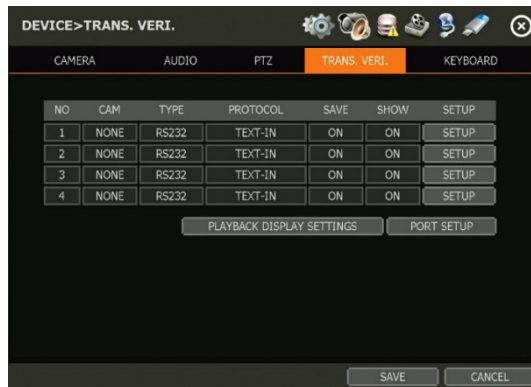 DEVICE>TRANS. VERI.
CAMERA AUDIO PTZ TRANS. VERI. KEYBOARD
NO CAM TYPE PROTOCOL SAVE SHOW SETUP
1 NONE RS232 TEXT-IN ON ON SETUP
2 NONE RS232 TEXT-IN ON ON SETUP
3 NONE RS232 TEXT-IN ON ON SETUP
4 NONE RS232 TEXT-IN ON ON SETUP
PLAYBACK DISPLAY SETTINGS PORT SETUP
SAVE CANCEL